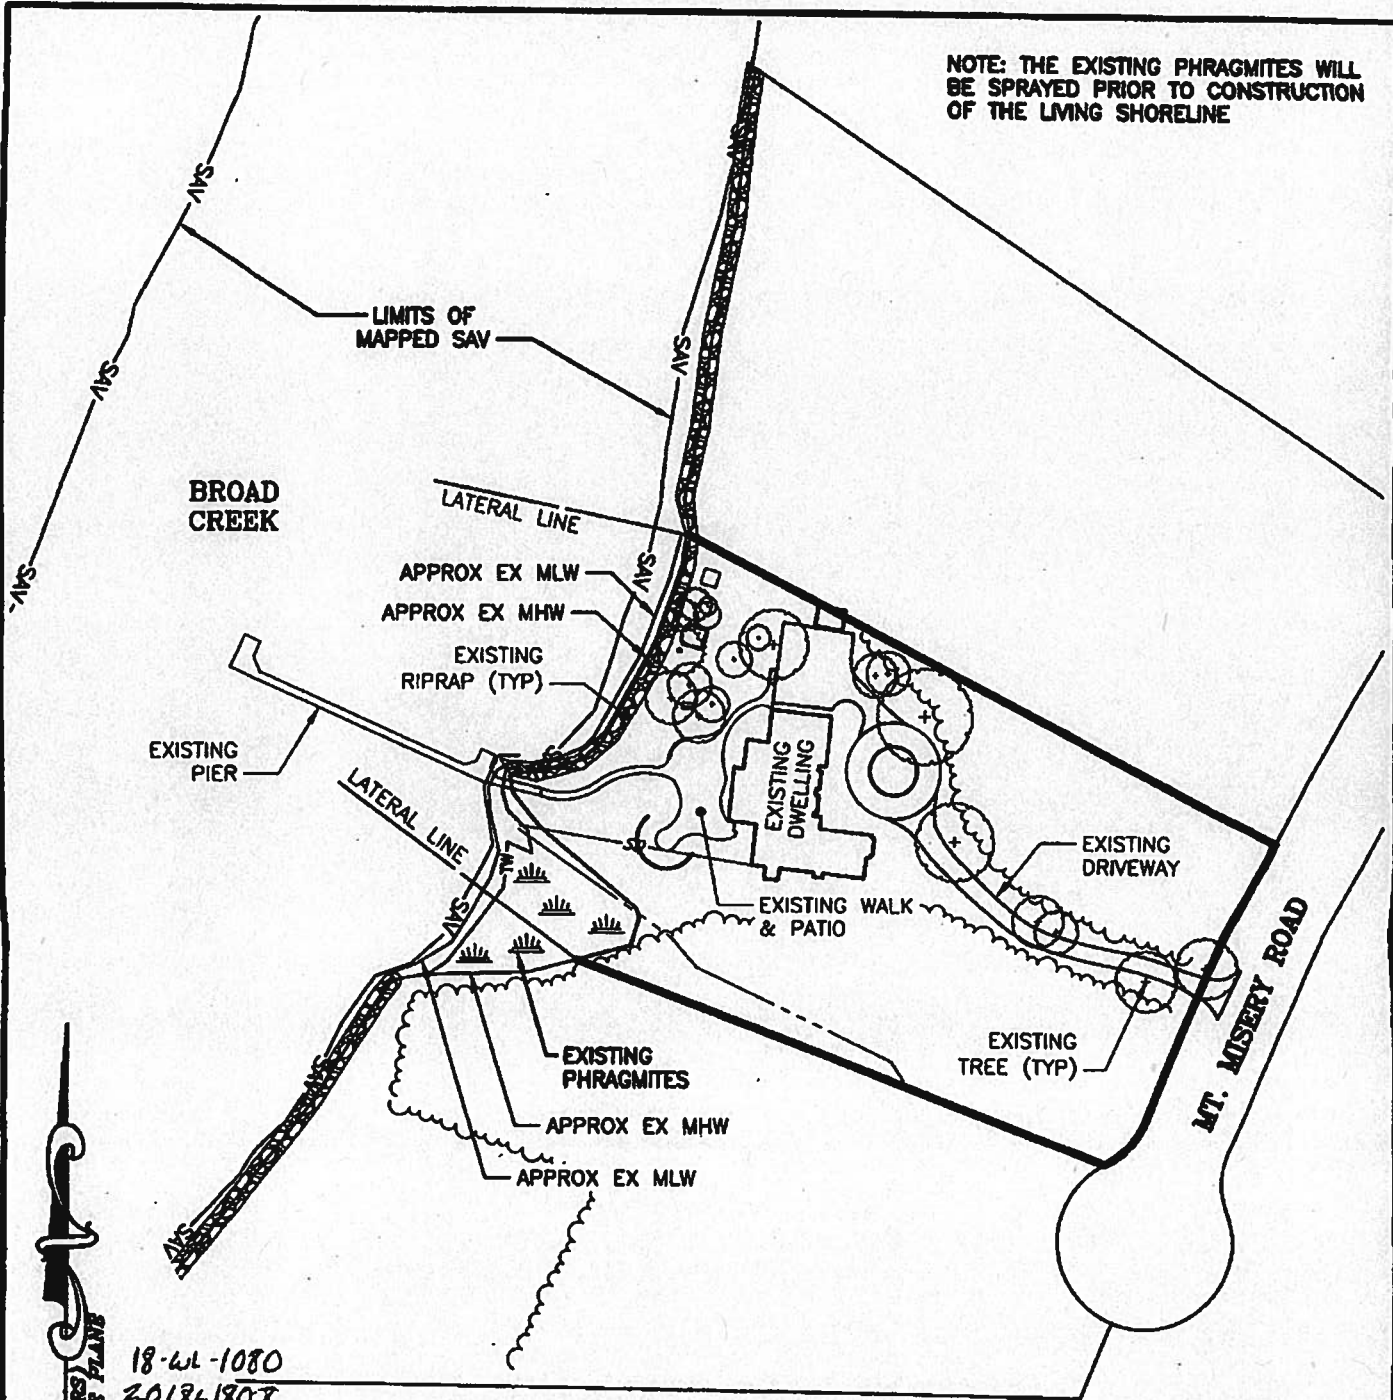 NOTE: THE EXISTING PHRAGMITES WILL
BE SPRAYED PRIOR TO CONSTRUCTION
OF THE LIVING SHORELINE
SAV
SAV
LIMITS OF
MAPPED SAV
SAV
SAV
BROAD
CREEK
LATERAL LINE
SAV
SAV
APPROX EX MLW
APPROX EX MHW
EXISTING
RIPRAP (TYP)
EXISTING
PIER
EXISTING
DWELLING
LATERAL LINE
EXISTING
DRIVEWAY
EXISTING WALK
& PATIO
SAV
MT. MISERY ROAD
EXISTING
TREE (TYP)
EXISTING
PHRAGMITES
SAV
APPROX EX MHW
APPROX EX MLW
SAV
PLANE
18-WL-1080